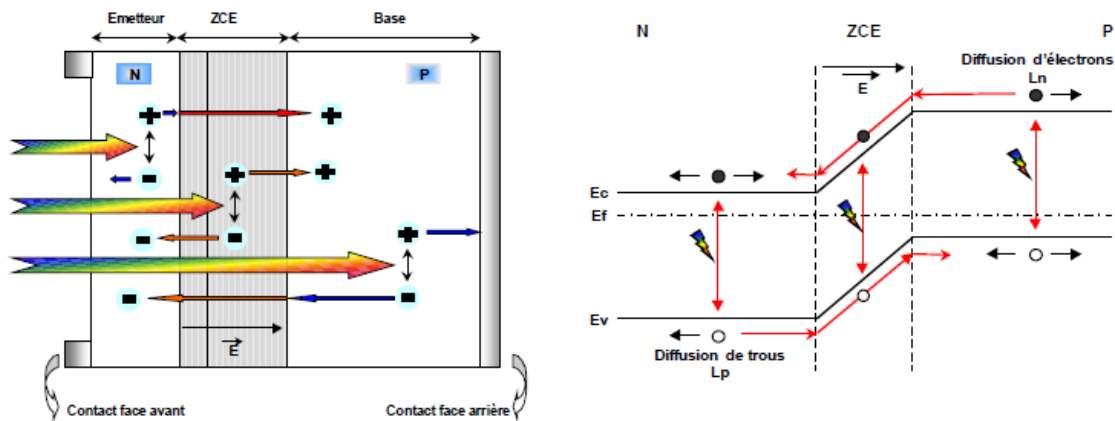 Emetteur ZCE Base
N P
E
Contact face avant Contact face arrière
N ZCE P
E
Diffusion d'électrons
Ln
Ec
Ef
Ev
Diffusion de trous
Lp